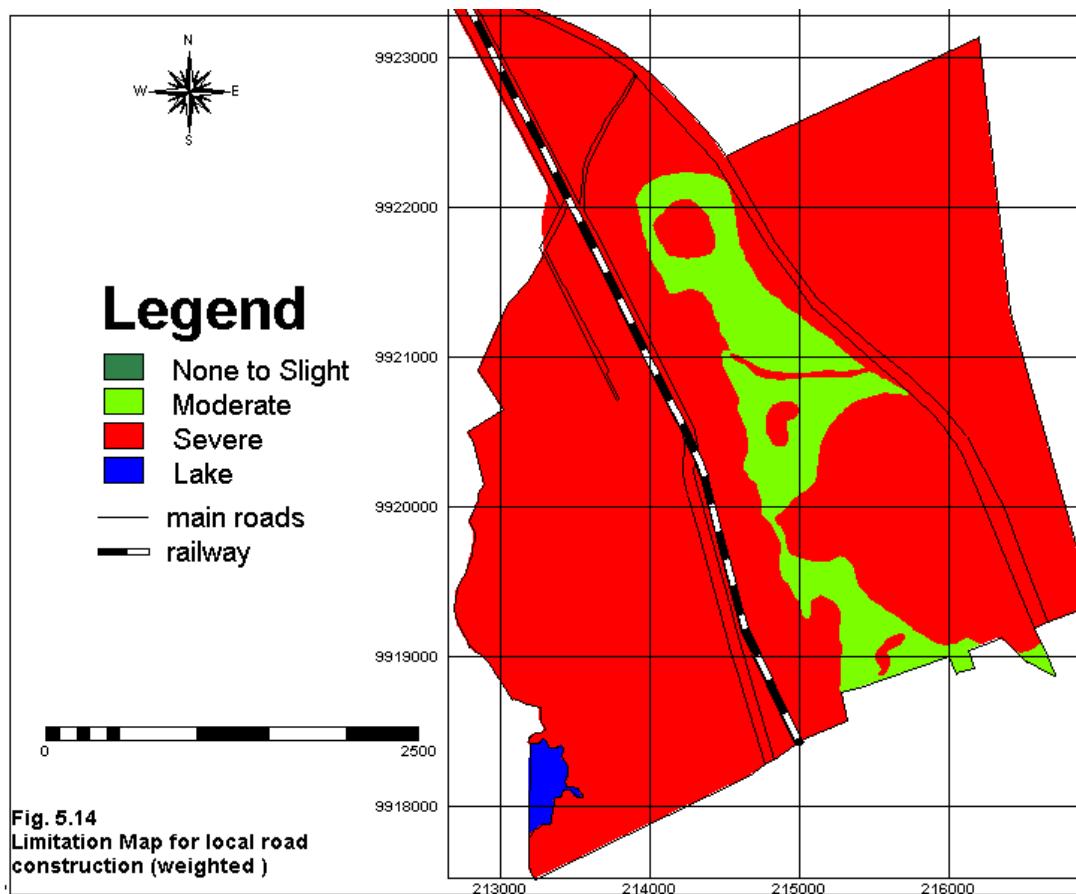 N
W E
S
9923000
9922000
9921000
9920000
9919000
9918000
Legend
None to Slight
Moderate
Severe
Lake
main roads
railway
0 2500
Fig. 5.14
Limitation Map for local road
construction (weighted )
213000 214000 215000 216000